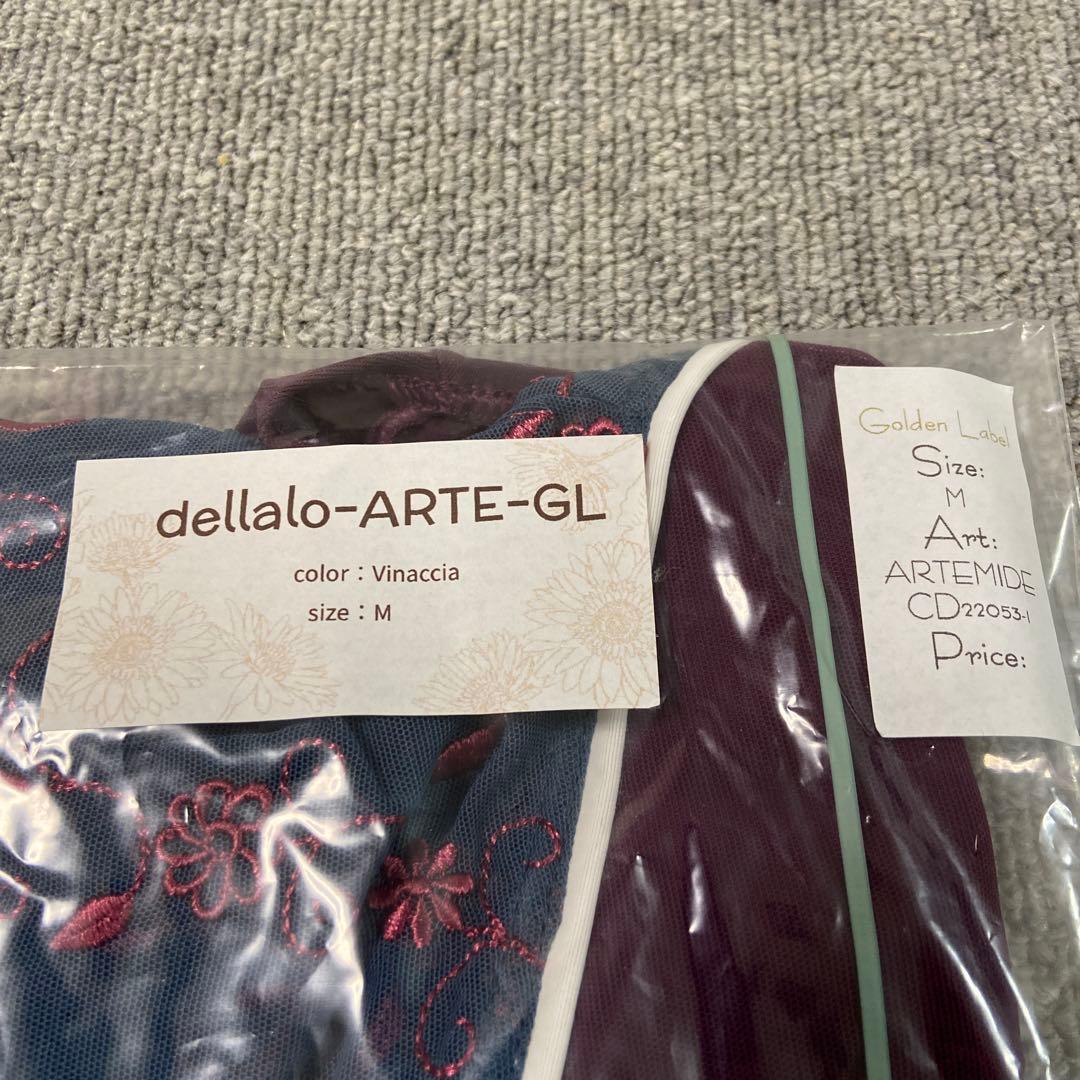 dellalo-ARTE-GL
color：Vinaccia
size：M
Golden Label
Size:
M
Art:
ARTEMIDE
CD22053-1
Price: